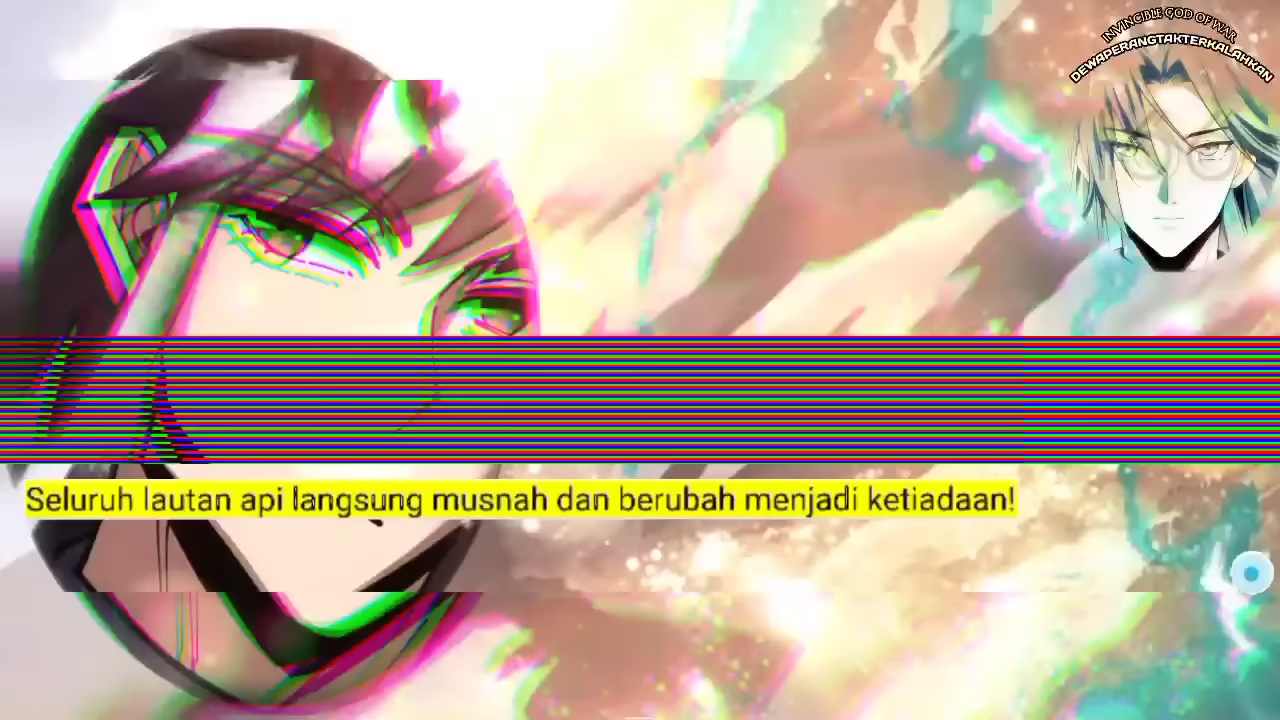 INVINCIBLE GOD OF WAR
DEWAPERANGTAKTERKALAHKAN
Seluruh lautan api langsung musnah dan berubah menjadi ketiadaan!